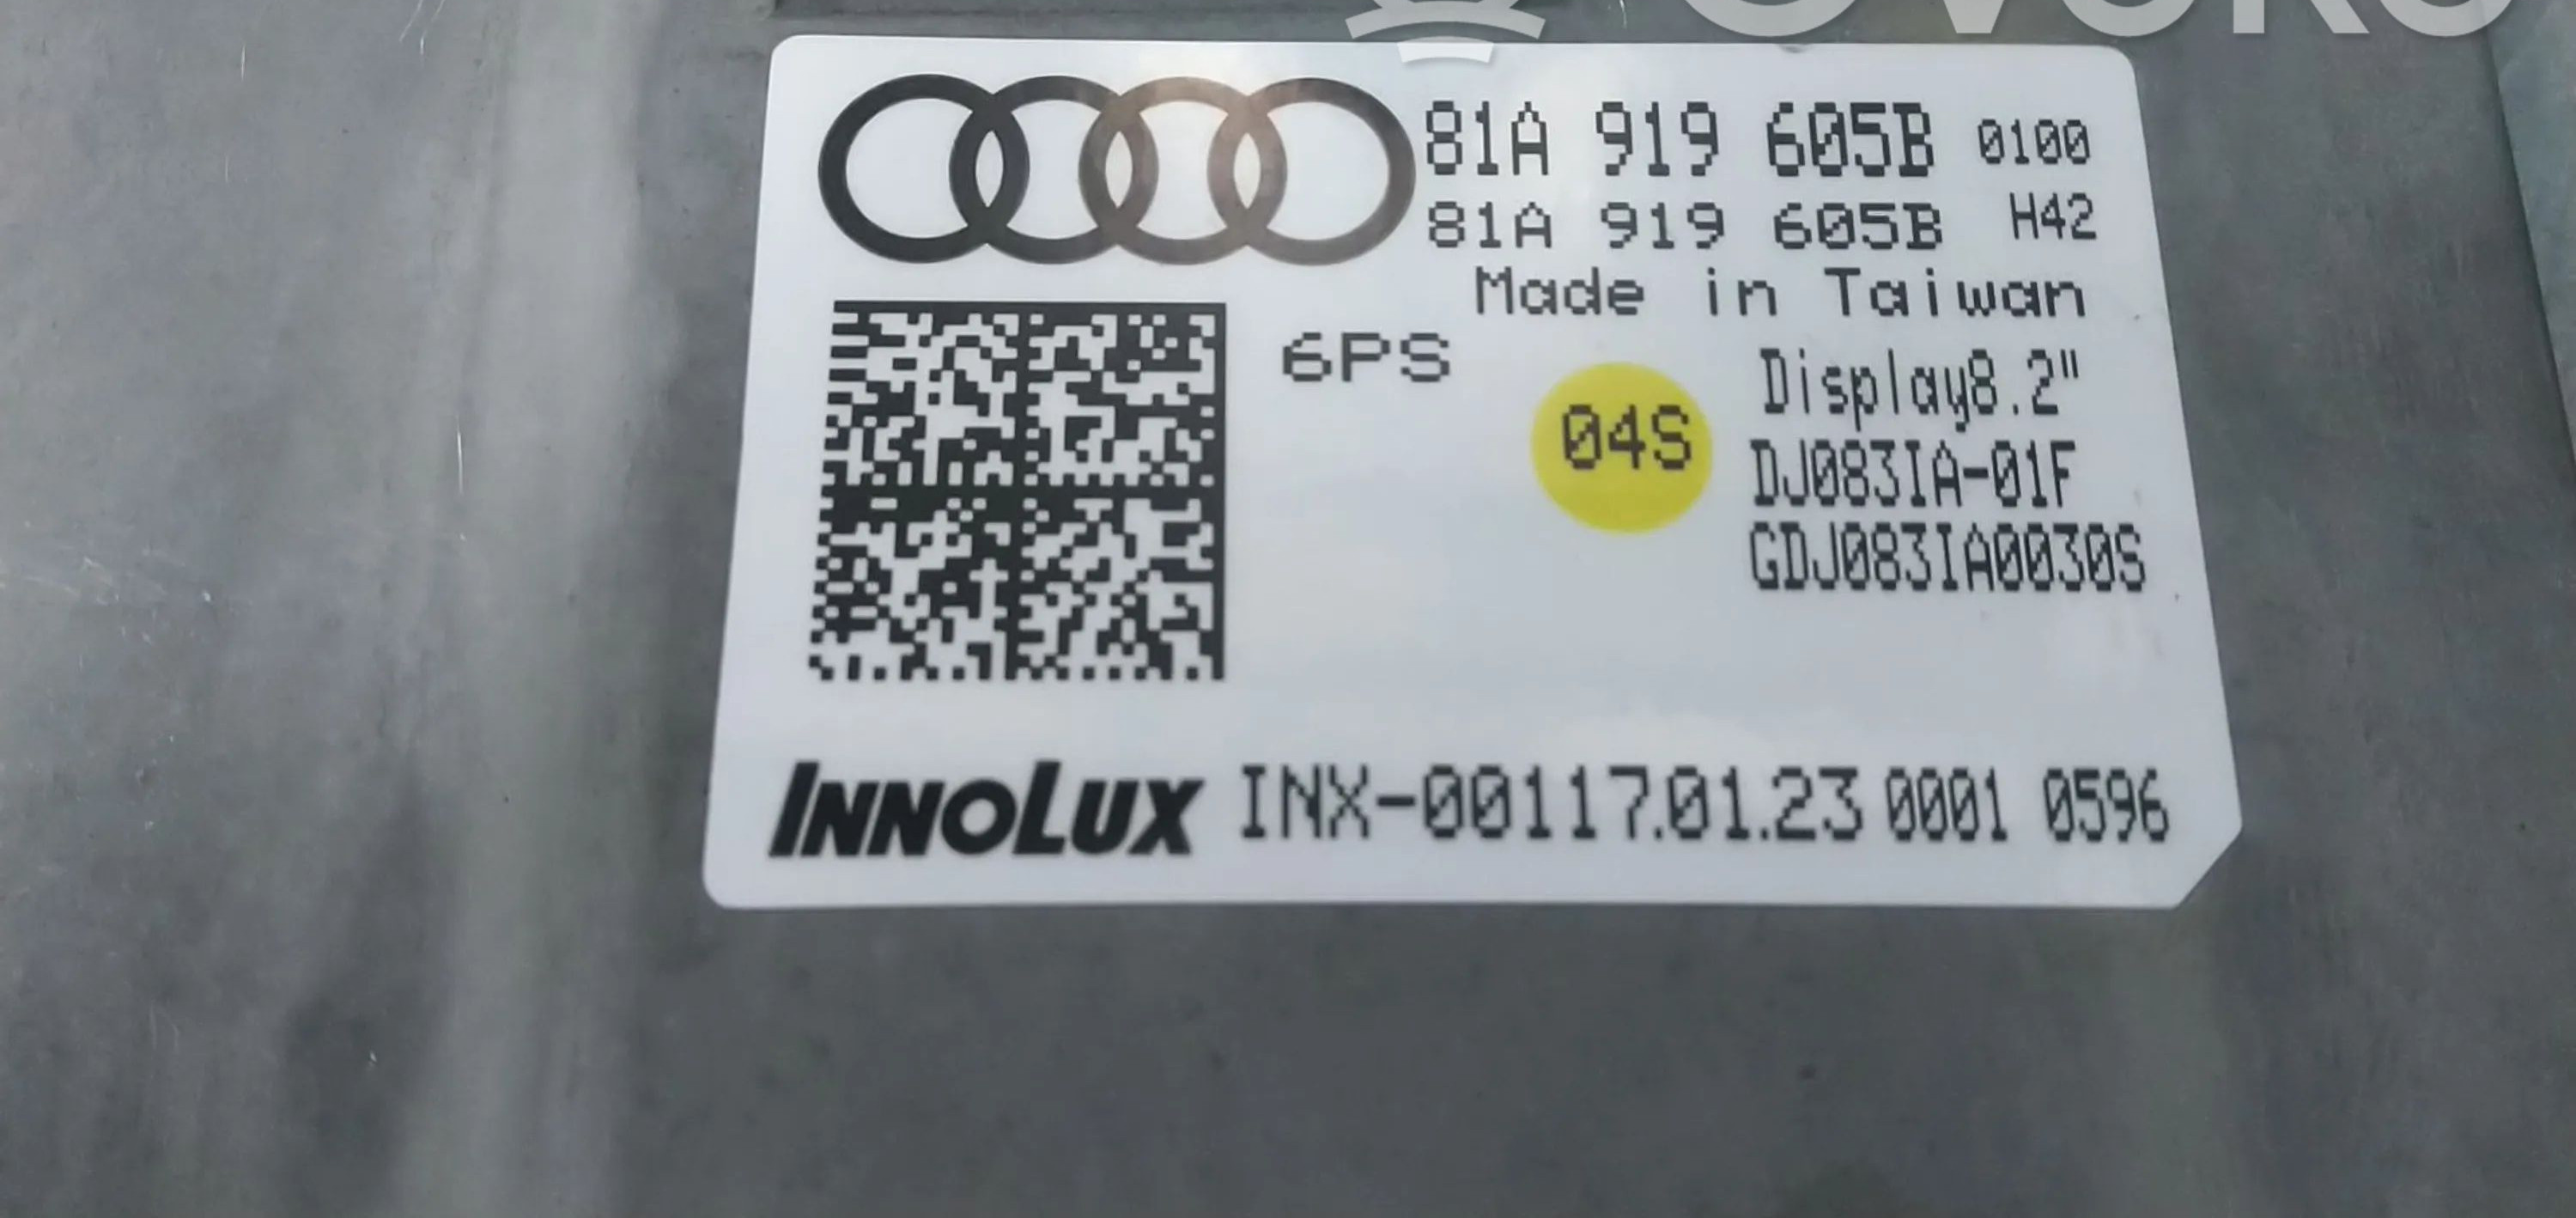 OVOKO
81A 919 605B 0100
81A 919 605B H42
Made in Taiwan
6PS
Display8.2"
04S
DJ083IA-01F
GDJ083IA0030S
INNOLUX INX-00117.01.23 0001 0596